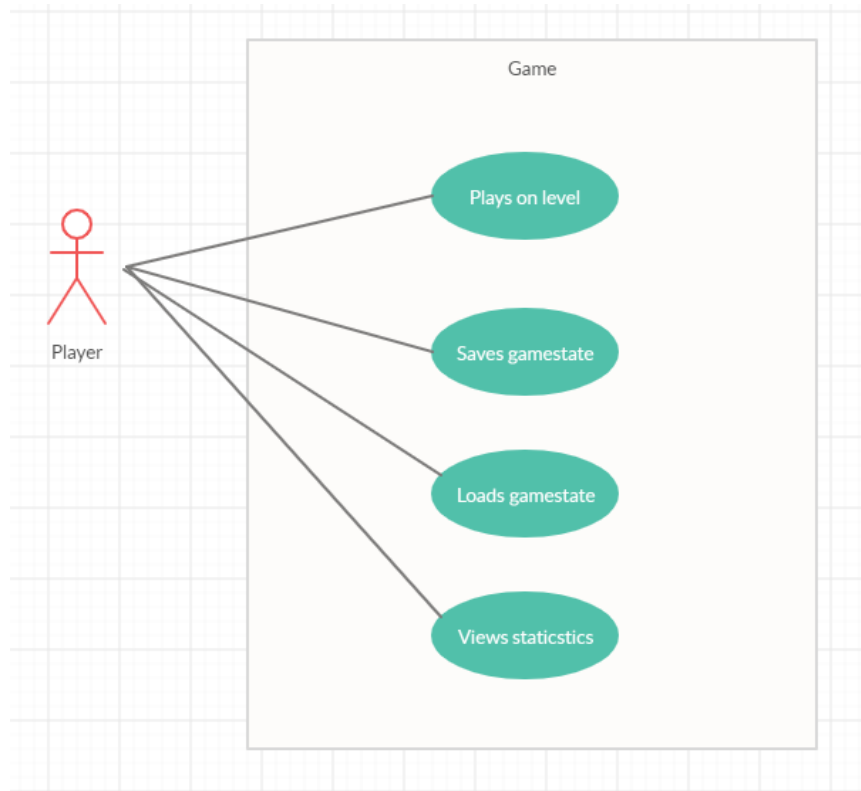 Game
Plays on level
Player
Saves gamestate
Loads gamestate
Views staticstics